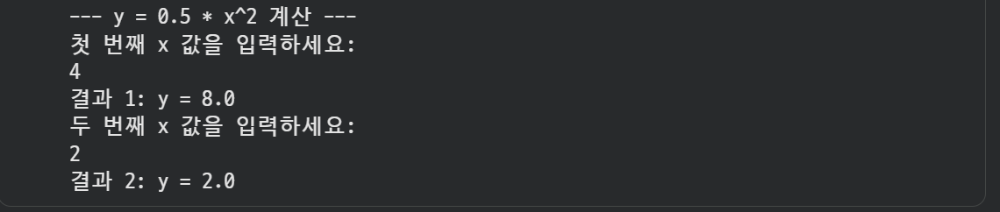 --- y = 0.5 * x^2 계산 ---
첫 번째 x 값을 입력하세요:
4
결과 1: y = 8.0
두 번째 x 값을 입력하세요:
2
결과 2: y = 2.0